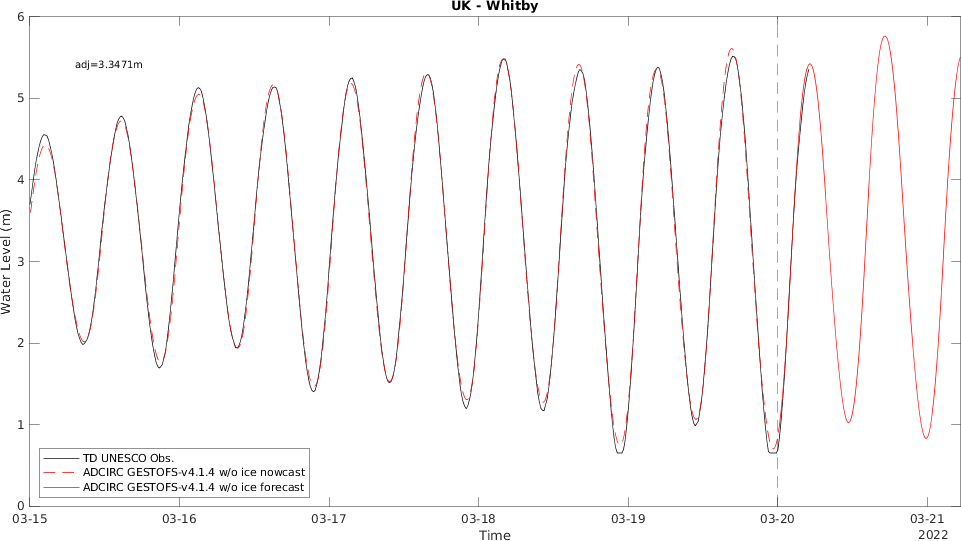 UK - Whitby
6
adj=3.3471m
5
4
3
Water Level (m)
2
1
TD UNESCO Obs.
ADCIRC GESTOFS-v4.1.4 w/o ice nowcast
ADCIRC GESTOFS-v4.1.4 w/o ice forecast
0
03-15 03-16 03-17 03-18 03-19 03-20 03-21
Time
2022